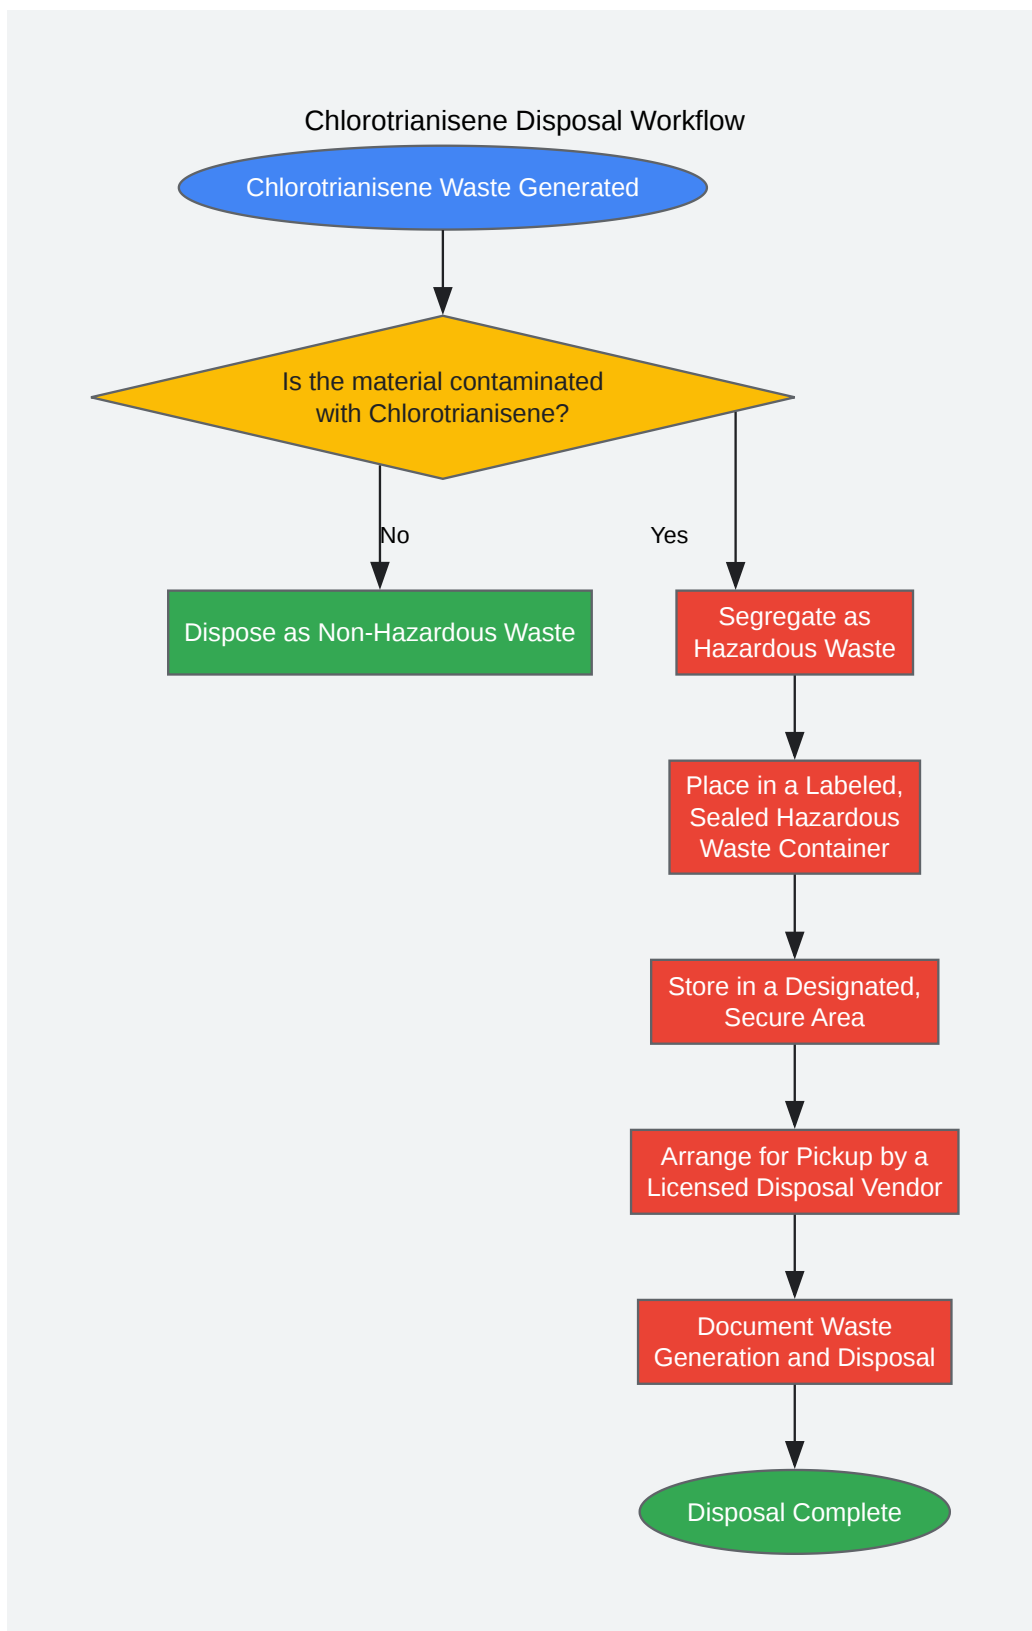 Chlorotrianisene Disposal Workflow
Chlorotrianisene Waste Generated
Is the material contaminated
with Chlorotrianisene?
No
Yes
Dispose as Non-Hazardous Waste
Segregate as
Hazardous Waste
Place in a Labeled,
Sealed Hazardous
Waste Container
Store in a Designated,
Secure Area
Arrange for Pickup by a
Licensed Disposal Vendor
Document Waste
Generation and Disposal
Disposal Complete